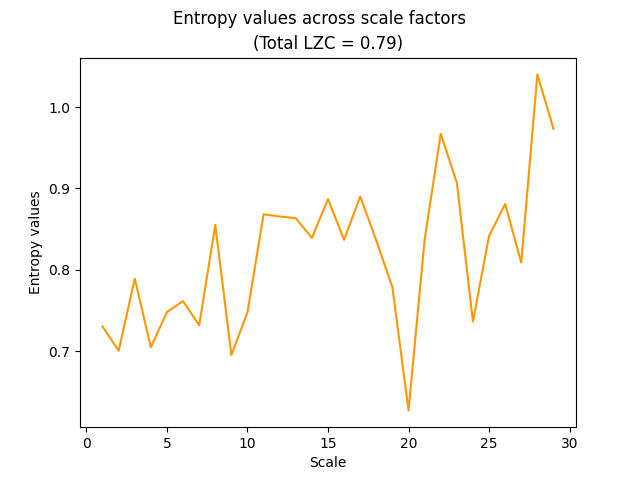 Entropy values across scale factors
(Total LZC = 0.79)
1.0
0.9
0.8
0.7
Entropy values
0 5 10 15 20 25 30
Scale